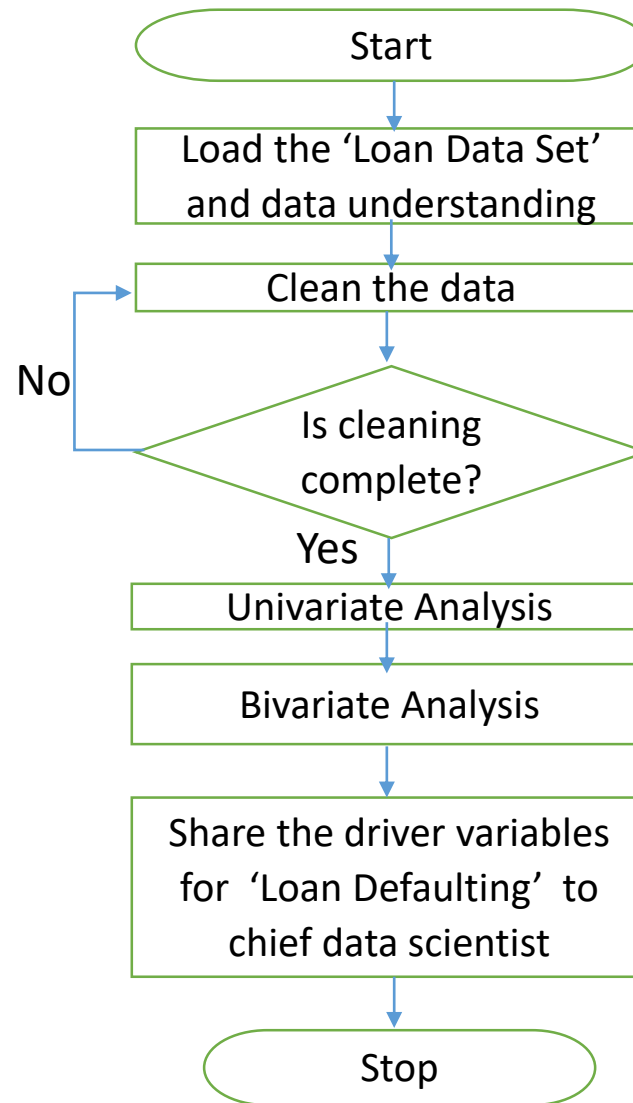 Start
Load the ‘Loan Data Set’
and data understanding
Clean the data
No
Is cleaning
complete?
Yes
Univariate Analysis
Bivariate Analysis
Share the driver variables
for ‘Loan Defaulting’ to
chief data scientist
Stop